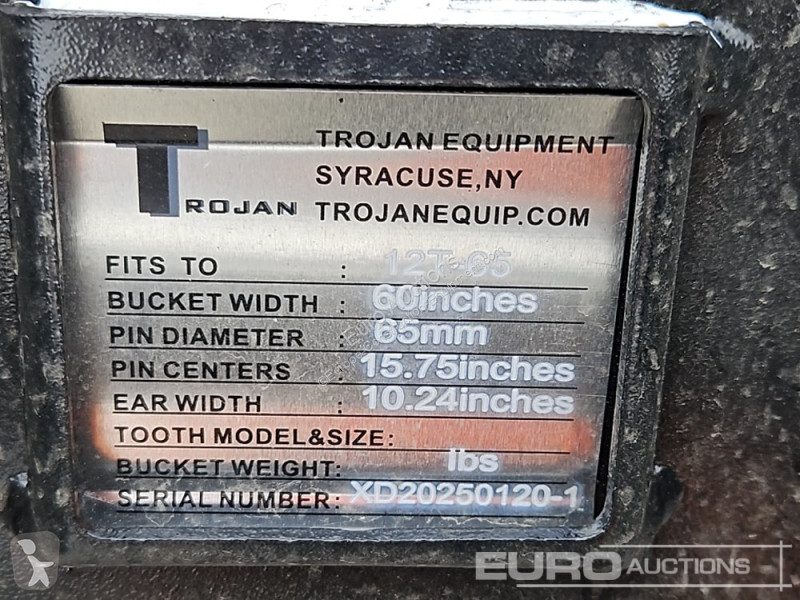 TROJAN EQUIPMENT
SYRACUSE,NY
TROJAN TROJANEQUIP.COM
FITS TO : 12T-65
BUCKET WIDTH : 60inches
PIN DIAMETER : 65mm
PIN CENTERS : 15.75inches
EAR WIDTH : 10.24inches
TOOTH MODEL&SIZE:
BUCKET WEIGHT: lbs
SERIAL NUMBER: XD20250120-1
EURO AUCTIONS